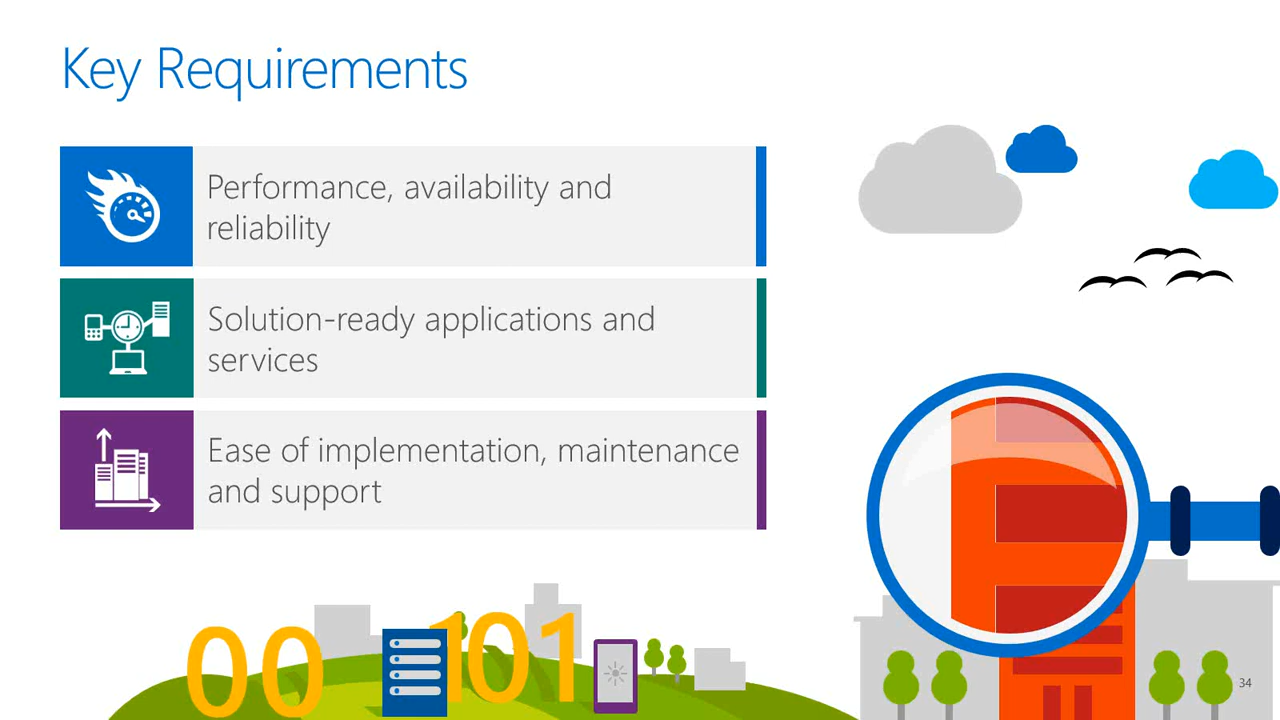 Key Requirements
Performance, availability and
reliability
Solution-ready applications and
services
Ease of implementation, maintenance
and support
00
101
34